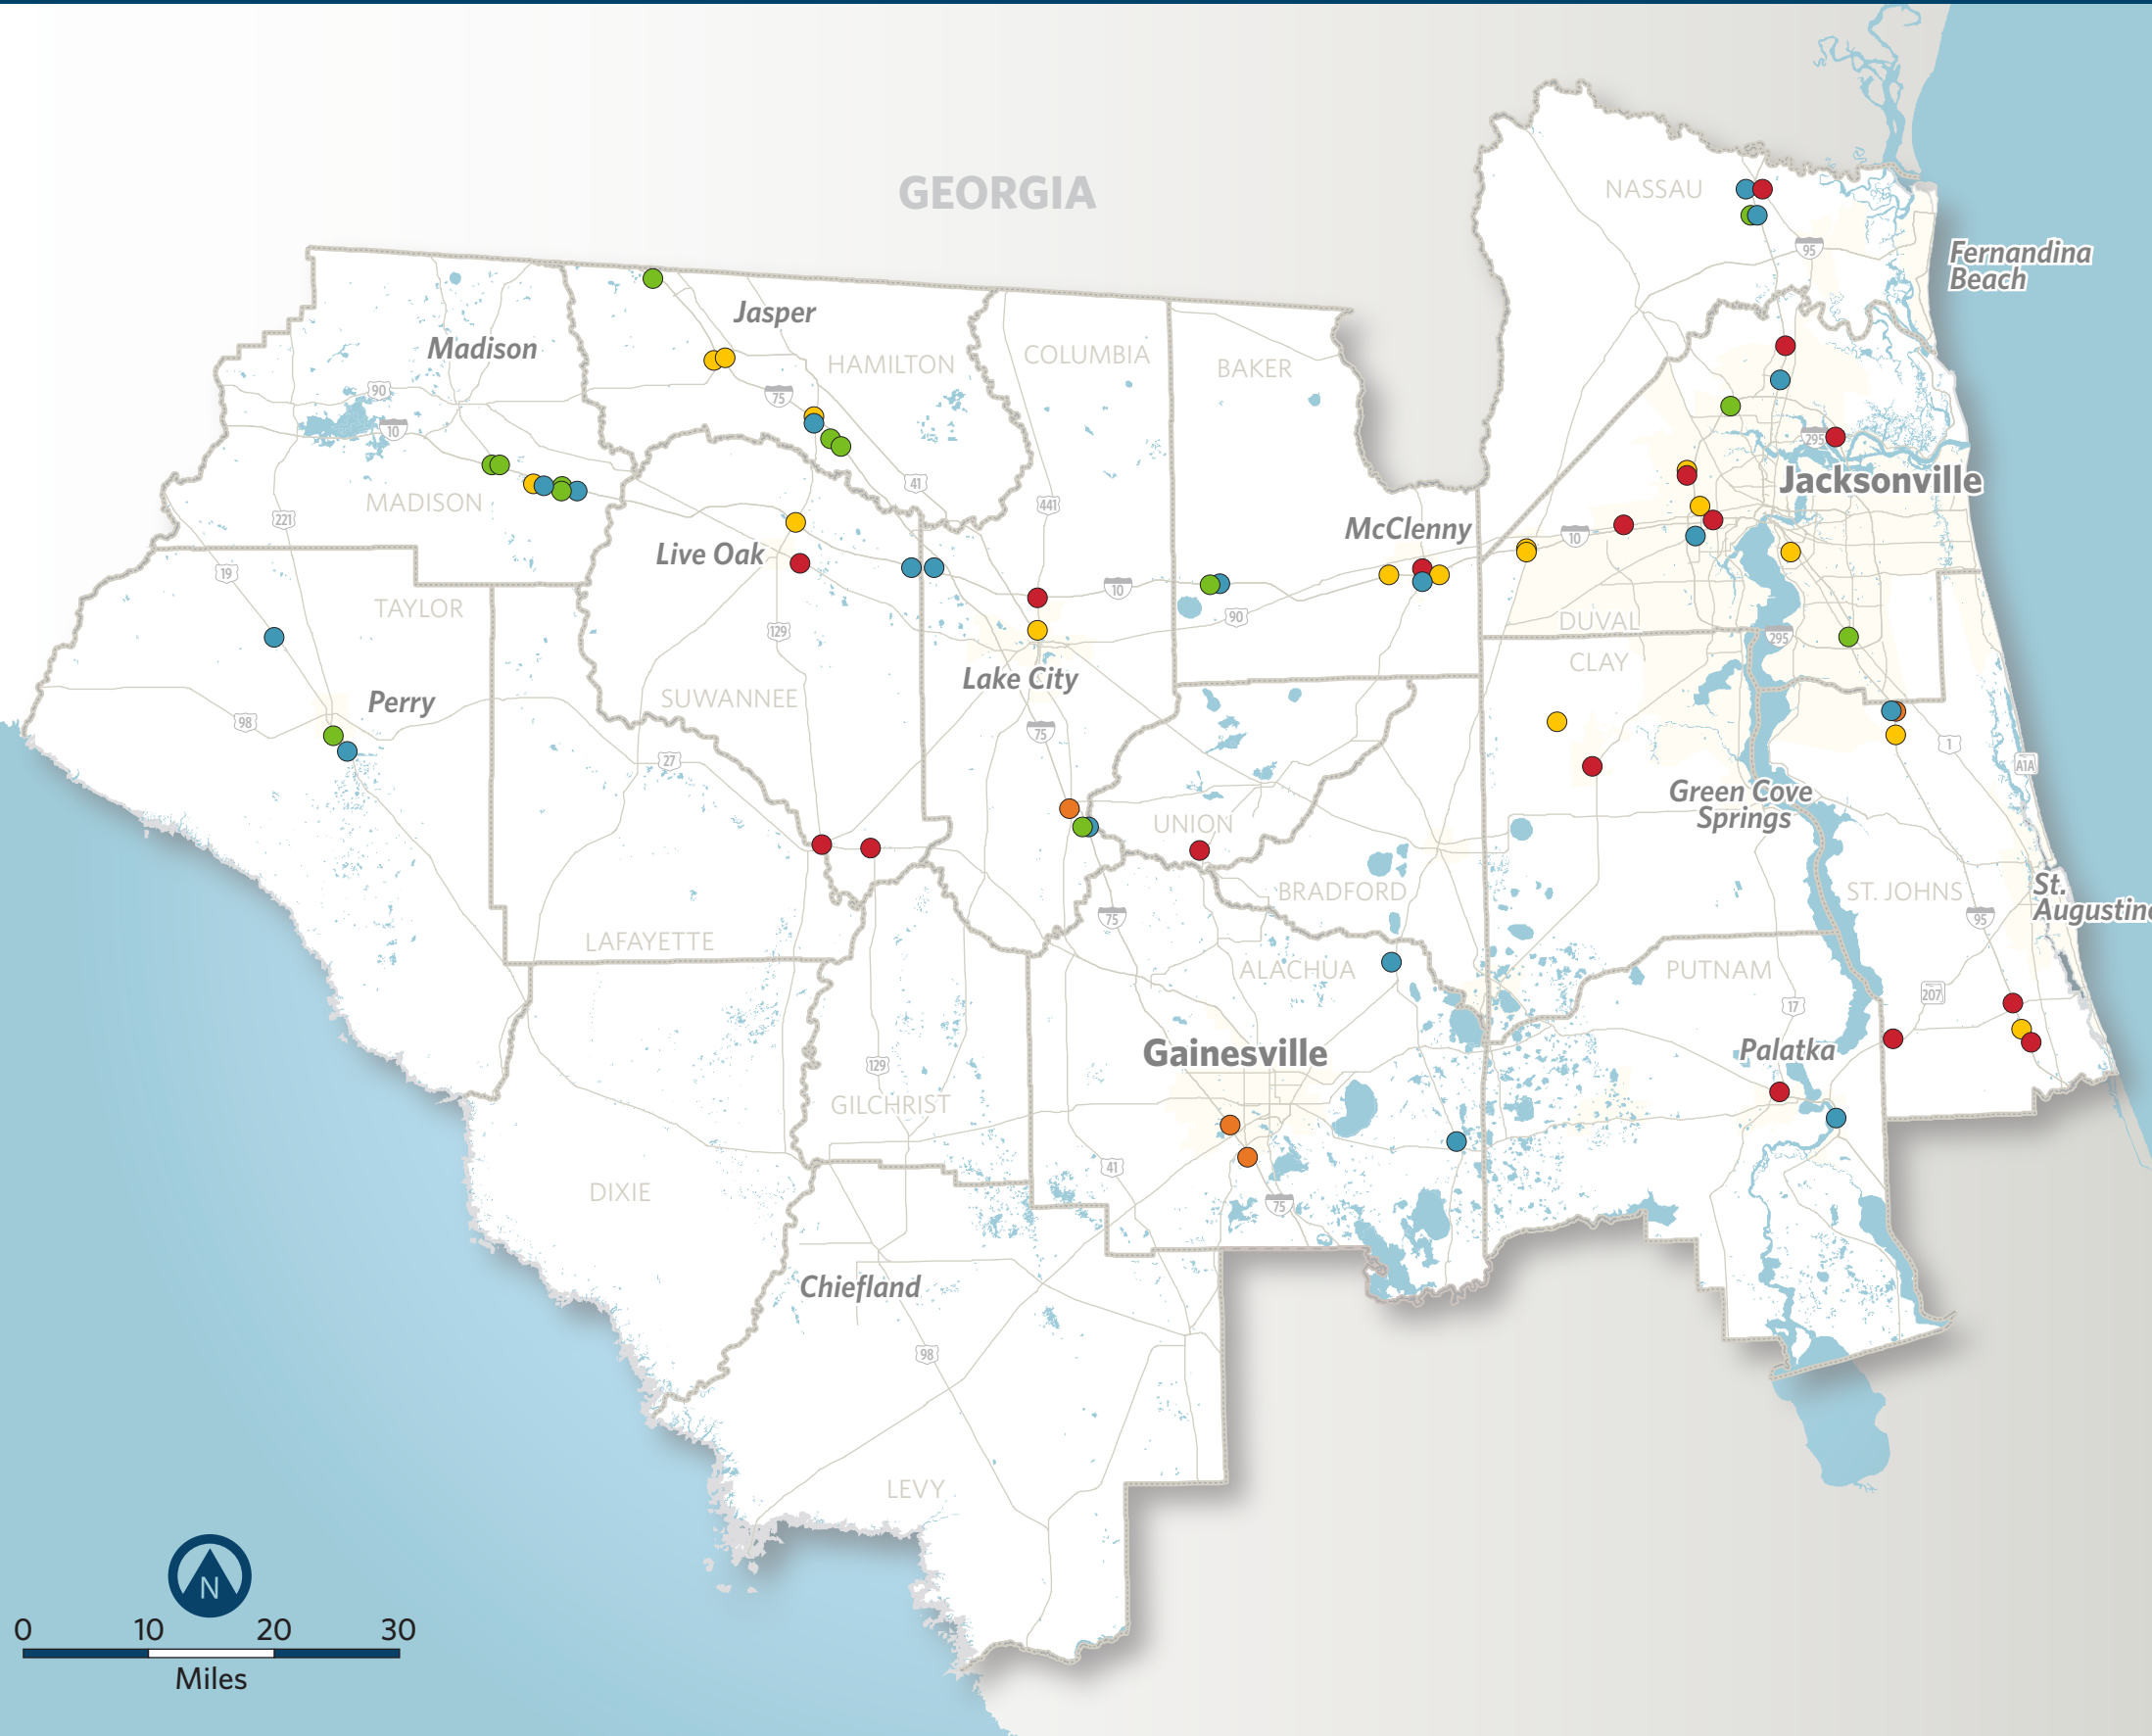 GEORGIA
NASSAU
95
Fernandina
Beach
Jasper
Madison
HAMILTON
COLUMBIA
BAKER
90
75
10
295
Jacksonville
41
MADISON
441
221
McClenny
10
Live Oak
19
10
TAYLOR
90
129
DUVAL
295
CLAY
Lake City
SUWANNEE
Perry
98
75
1
27
A1A
Green Cove
Springs
UNION
St.
Augustine
BRADFORD
ST. JOHNS
75
95
LAFAYETTE
ALACHUA
PUTNAM
207
17
Gainesville
Palatka
129
GILCHRIST
41
DIXIE
75
Chiefland
98
LEVY
N
0 10 20 30
Miles